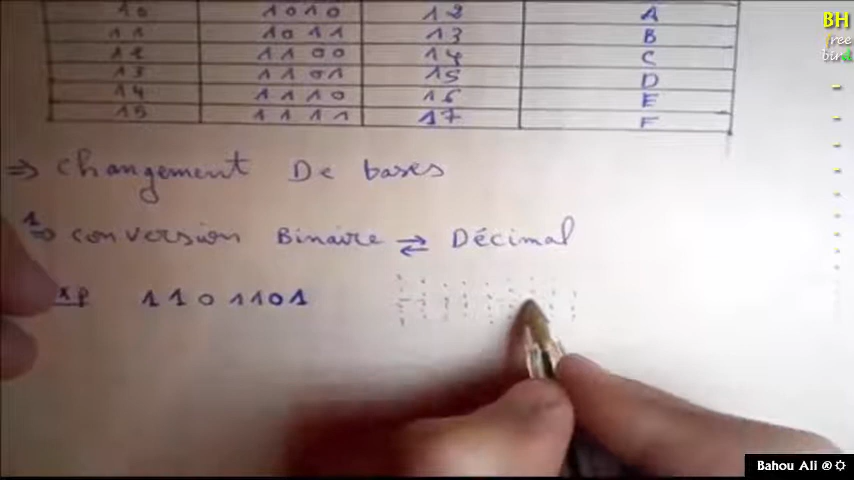 10 1010 12 A
11 1011 13 B
12 1100 14 C
13 1101 15 D
14 1110 16 E
15 1111 17 F
⇒ Changement De bases
1⇒ conversion Binaire ⇄ Décimal
xp 1101101
BH
free
bird
Bahou Ali ®☼